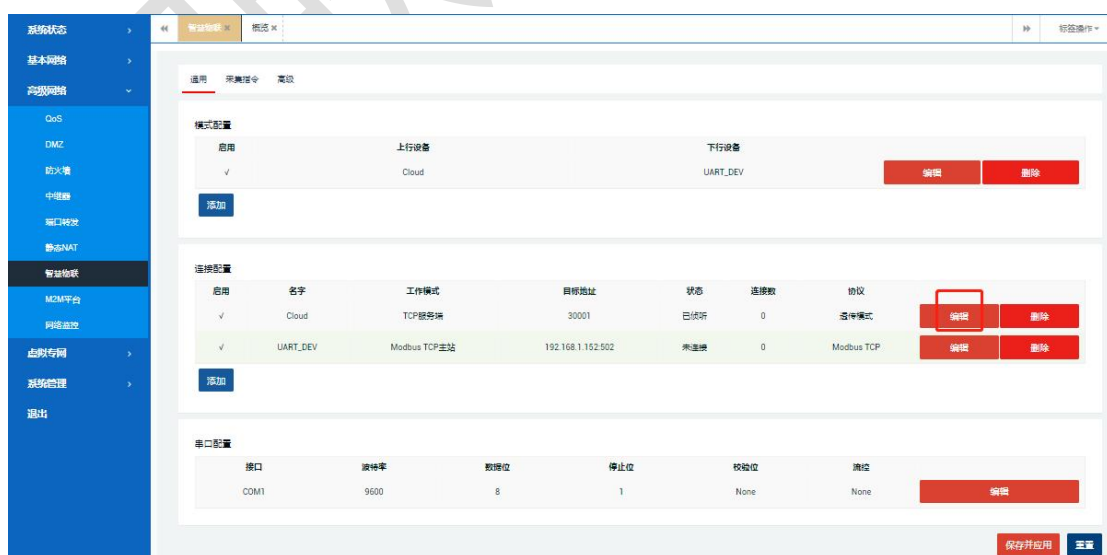 系统状态
智慧物联 概览 标签操作
基本网络
高级网络
通用 采集指令 高级
QoS
DMZ
防火墙
中继器
端口转发
静态NAT
智慧物联
M2M平台
网络监控
虚拟专网
系统管理
退出
模式配置
启用 上行设备 下行设备
√ Cloud UART_DEV 编辑 删除
添加
连接配置
启用 名字 工作模式 目标地址 状态 连接数 协议
√ Cloud TCP服务端 30001 已侦听 0 透传模式 编辑 删除
√ UART_DEV Modbus TCP主站 192.168.1.152:502 未连接 0 Modbus TCP 编辑 删除
添加
串口配置
接口 波特率 数据位 停止位 校验位 流控
COM1 9600 8 1 None None 编辑
保存并应用 重置